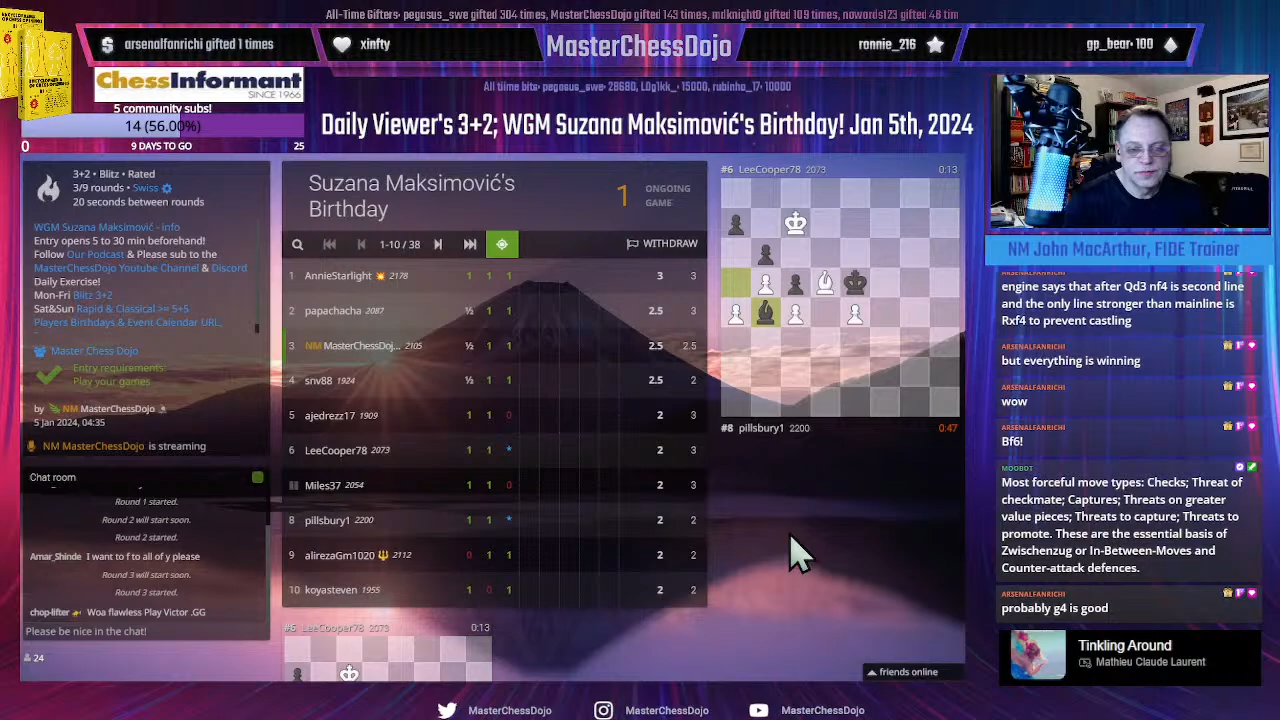 All-Time Gifters· pegasus_swe gifted 304 times, MasterChessDojo gifted 143 times, mdknight0 gifted 109 times, nowords123 gifted 48 tim
arsenalfanrichi gifted 1 times
xinfty
MasterChessDojo
ronnie_216
gp_bear· 100
ChessInformant
SINCE 1966
All time bits· pegasus_swe· 28680, L0g1kk_· 15000, rubinho_17· 10000
5 community subs!
14 (56.00%)
0
9 DAYS TO GO
25
Daily Viewer's 3+2; WGM Suzana Maksimović's Birthday! Jan 5th, 2024
3+2 • Blitz • Rated
3/9 rounds • Swiss
20 seconds between rounds
WGM Suzana Maksimović - info
Entry opens 5 to 30 min beforehand!
Follow Our Podcast & Please sub to the
MasterChessDojo Youtube Channel & Discord
Daily Exercise!
Mon-Fri Blitz 3+2
Sat&Sun Rapid & Classical >= 5+5
Players Birthdays & Event Calendar URL,
Master Chess Dojo
Entry requirements:
Play your games
by NM MasterChessDojo
5 Jan 2024, 04:35
NM MasterChessDojo is streaming
Chat room
Round 1 started.
Round 2 will start soon.
Round 2 started.
Amar_Shinde I want to f to all of y please
Round 3 will start soon.
Round 3 started.
chop-lifter Woa flawless Play Victor .GG
Please be nice in the chat!
24
Suzana Maksimović's
Birthday
1 ONGOING
GAME
1-10 / 38
WITHDRAW
1 AnnieStarlight 2178 1 1 1 3 3
2 papachacha 2087 ½ 1 1 2.5 3
3 NM MasterChessDoj... 2105 ½ 1 1 2.5 2.5
4 snv88 1924 ½ 1 1 2.5 2
5 ajedrezz17 1909 1 1 0 2 3
6 LeeCooper78 2073 1 1 * 2 3
Miles37 2054 1 1 0 2 3
8 pillsbury1 2200 1 1 * 2 2
9 alirezaGm1020 2112 0 1 1 2 2
10 koyasteven 1955 1 0 1 2 2
#6 LeeCooper78 2073 0:13
#6 LeeCooper78 2073 0:13
#8 pillsbury1 2200 0:47
friends online
NM John MacArthur, FIDE Trainer
ARSENALFANRICHI
engine says that after Qd3 nf4 is second line
and the only line stronger than mainline is
Rxf4 to prevent castling
ARSENALFANRICHI
but everything is winning
ARSENALFANRICHI
wow
ARSENALFANRICHI
Bf6!
MOOBOT
Most forceful move types: Checks; Threat of
checkmate; Captures; Threats on greater
value pieces; Threats to capture; Threats to
promote. These are the essential basis of
Zwischenzug or In-Between-Moves and
Counter-attack defences.
ARSENALFANRICHI
probably g4 is good
Tinkling Around
Mathieu Claude Laurent
MasterChessDojo
MasterChessDojo
MasterChessDojo